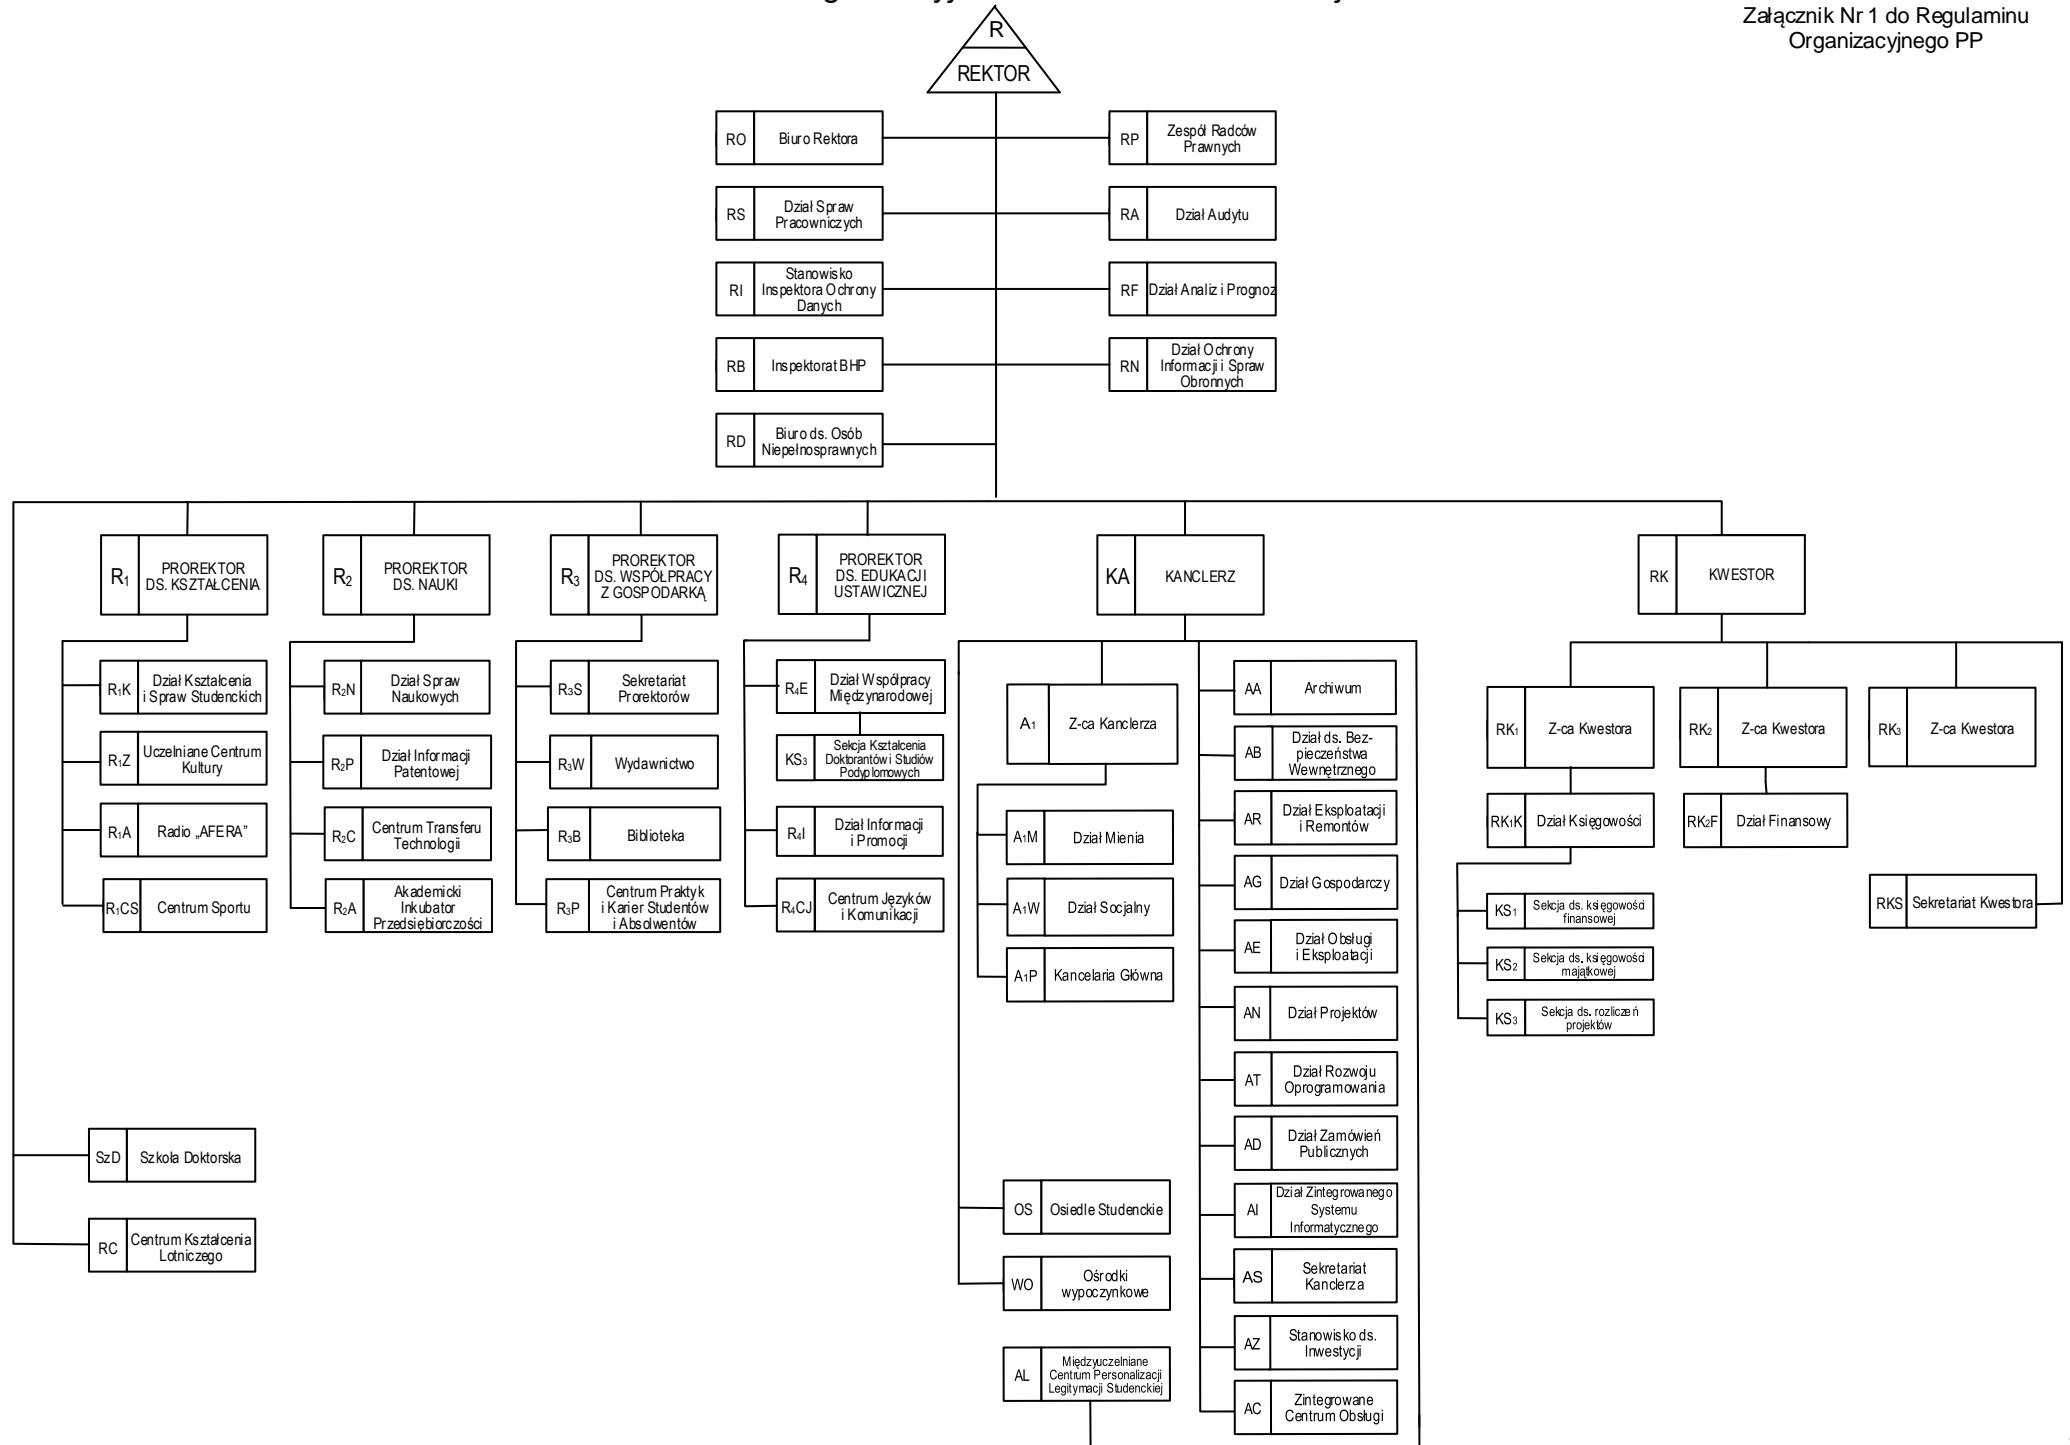 Załącznik Nr 1 do Regulaminu
Organizacyjnego PP
R
REKTOR
RO
Biuro Rektora
RP
Zespół Radców
Prawnych
RS
Dział Spraw
Pracowniczych
RA
Dział Audytu
RI
Stanowisko
Inspektora Ochrony
Danych
RF
Dział Analiz i Prognoz
RB
Inspektorat BHP
RN
Dział Ochrony
Informacji i Spraw
Obronnych
RD
Biuro ds. Osób
Niepełnosprawnych
R1
PROREKTOR
DS. KSZTAŁCENIA
R2
PROREKTOR
DS. NAUKI
R3
PROREKTOR
DS. WSPÓŁPRACY
Z GOSPODARKĄ
R4
PROREKTOR
DS. EDUKACJI
USTAWICZNEJ
KA
KANCLERZ
RK
KWESTOR
R1K
Dział Kształcenia
i Spraw Studenckich
R1Z
Uczelniane Centrum
Kultury
R1A
Radio „AFERA”
R1CS
Centrum Sportu
R2N
Dział Spraw
Naukowych
R2P
Dział Informacji
Patentowej
R2C
Centrum Transferu
Technologii
R2A
Akademicki
Inkubator
Przedsiębiorczości
R3S
Sekretariat
Prorektorów
R3W
Wydawnictwo
R3B
Biblioteka
R3P
Centrum Praktyk
i Karier Studentów
i Absolwentów
R4E
Dział Współpracy
Międzynarodowej
KS3
Sekcja Kształcenia
Doktorantów i Studiów
Podyplomowych
R4I
Dział Informacji
i Promocji
R4CJ
Centrum Języków
i Komunikacji
A1
Z-ca Kanclerza
A1M
Dział Mienia
A1W
Dział Socjalny
A1P
Kancelaria Główna
OS
Osiedle Studenckie
WO
Ośrodki
wypoczynkowe
AL
Międzyuczelniane
Centrum Personalizacji
Legitymacji Studenckiej
AA
Archiwum
AB
Dział ds. Bez-
pieczeństwa
Wewnętrznego
AR
Dział Eksploatacji
i Remontów
AG
Dział Gospodarczy
AE
Dział Obsługi
i Eksploatacji
AN
Dział Projektów
AT
Dział Rozwoju
Oprogramowania
AD
Dział Zamówień
Publicznych
AI
Dział Zintegrowanego
Systemu
Informatycznego
AS
Sekretariat
Kanclerza
AZ
Stanowisko ds.
Inwestycji
AC
Zintegrowane
Centrum Obsługi
RK1
Z-ca Kwestora
RK2
Z-ca Kwestora
RK3
Z-ca Kwestora
RK1K
Dział Księgowości
RK2F
Dział Finansowy
KS1
Sekcja ds. księgowości
finansowej
KS2
Sekcja ds. księgowości
majątkowej
KS3
Sekcja ds. rozliczeń
projektów
RKS
Sekretariat Kwestora
SzD
Szkoła Doktorska
RC
Centrum Kształcenia
Lotniczego